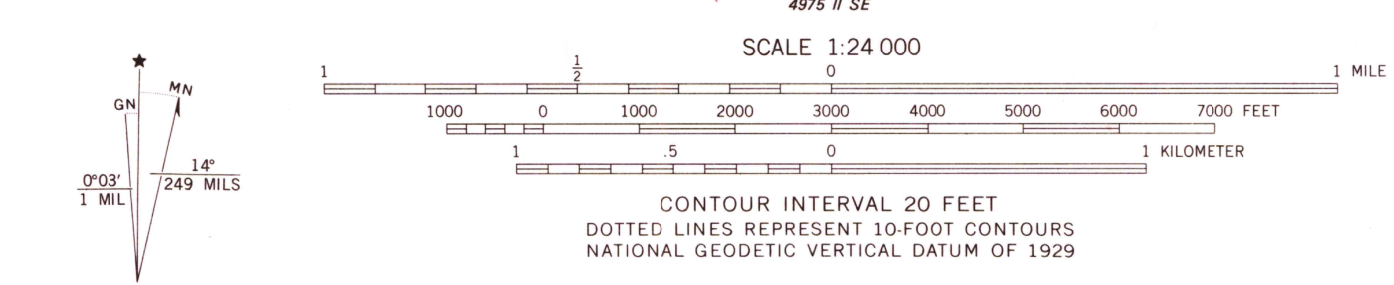 4975 II SE
SCALE 1:24 000
1 1/2 0 1 MILE
1000 0 1000 2000 3000 4000 5000 6000 7000 FEET
1 .5 0 1 KILOMETER
CONTOUR INTERVAL 20 FEET
DOTTED LINES REPRESENT 10-FOOT CONTOURS
NATIONAL GEODETIC VERTICAL DATUM OF 1929
★
MN
GN
14°
249 MILS
0°03′
1 MIL